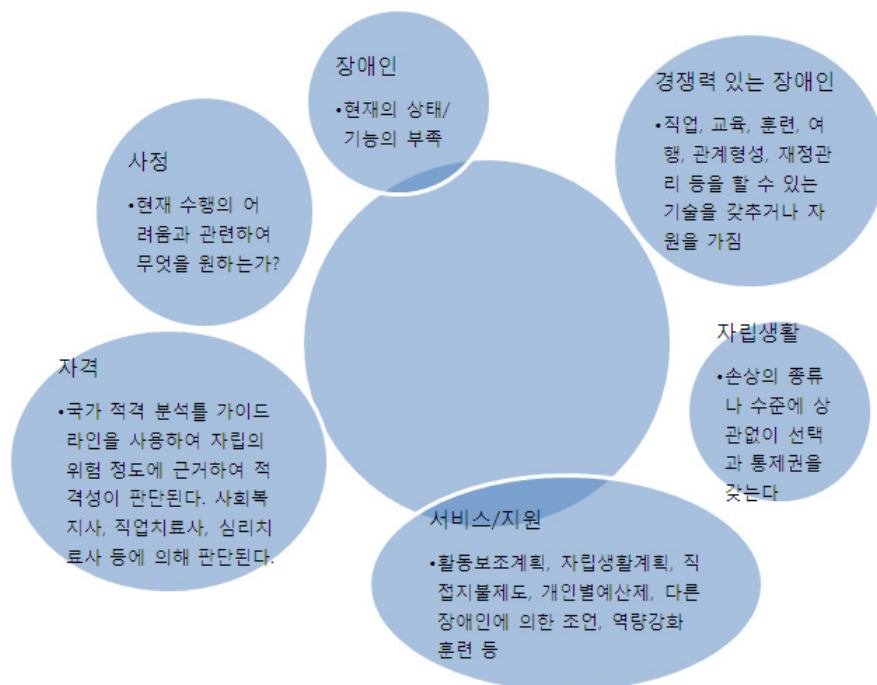 장애인
•현재의 상태/
기능의 부족
경쟁력 있는 장애인
•직업, 교육, 훈련, 여
행, 관계형성, 재정관
리 등을 할 수 있는
기술을 갖추거나 자
원을 가짐
사정
•현재 수행의 어
려움과 관련하여
무엇을 원하는가?
자립생활
•손상의 종류
나 수준에 상
관없이 선택
과 통제권을
갖는다
자격
•국가 적격 분석틀 가이드
라인을 사용하여 자립의
위험 정도에 근거하여 적
격성이 판단된다. 사회복
지사, 직업치료사, 심리치
료사 등에 의해 판단된다.
서비스/지원
•활동보조계획, 자립생활계획, 직
접지불제도, 개인별예산제, 다른
장애인에 의한 조언, 역량강화
훈련 등